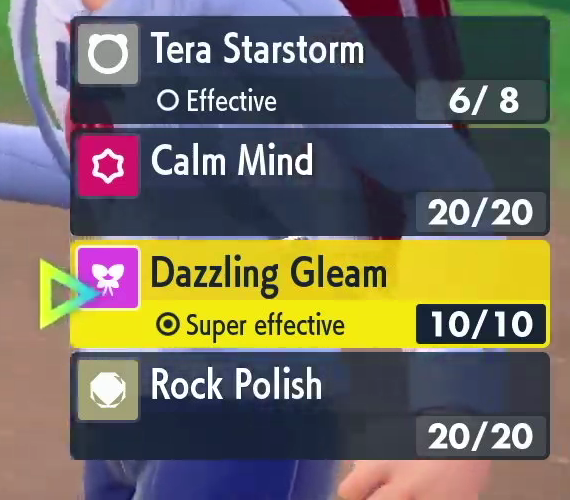 Tera Starstorm
Effective 6/ 8
Calm Mind
20/20
Dazzling Gleam
Super effective 10/10
Rock Polish
20/20